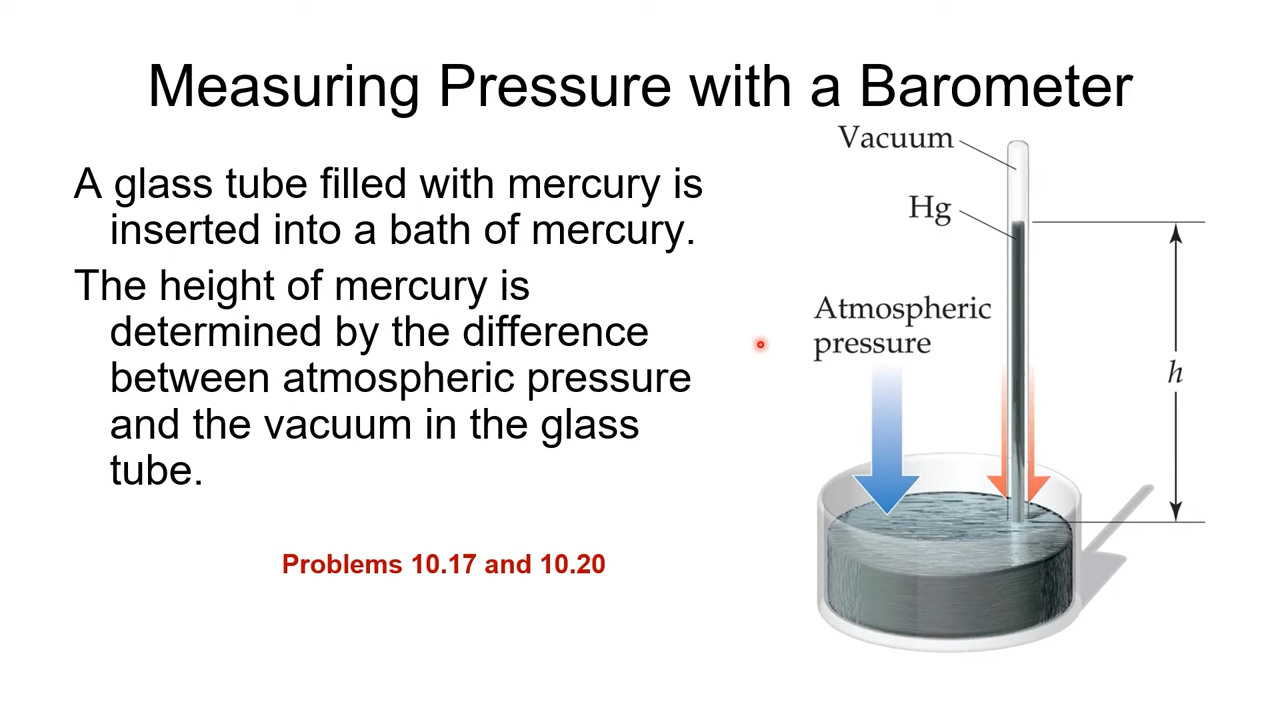 Measuring Pressure with a Barometer
A glass tube filled with mercury is
inserted into a bath of mercury.
The height of mercury is
determined by the difference
between atmospheric pressure
and the vacuum in the glass
tube.
Problems 10.17 and 10.20
Vacuum
Hg
Atmospheric
pressure
h